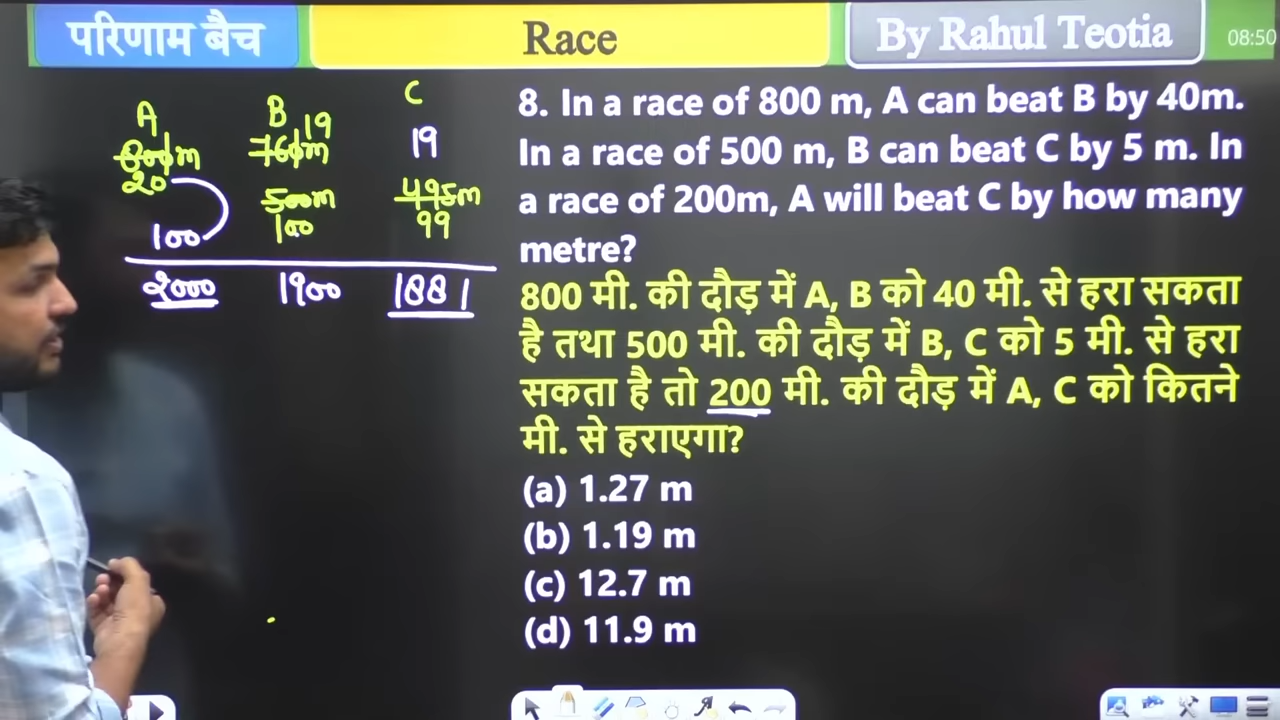 परिणाम बैच
Race
By Rahul Teotia
08:50
A B C
800m 760m 19 19
20 500m 495m
100 100 99
2000 1900 1881
8. In a race of 800 m, A can beat B by 40m.
In a race of 500 m, B can beat C by 5 m. In
a race of 200m, A will beat C by how many
metre?
800 मी. की दौड़ में A, B को 40 मी. से हरा सकता
है तथा 500 मी. की दौड़ में B, C को 5 मी. से हरा
सकता है तो 200 मी. की दौड़ में A, C को कितने
मी. से हराएगा?
(a) 1.27 m
(b) 1.19 m
(c) 12.7 m
(d) 11.9 m